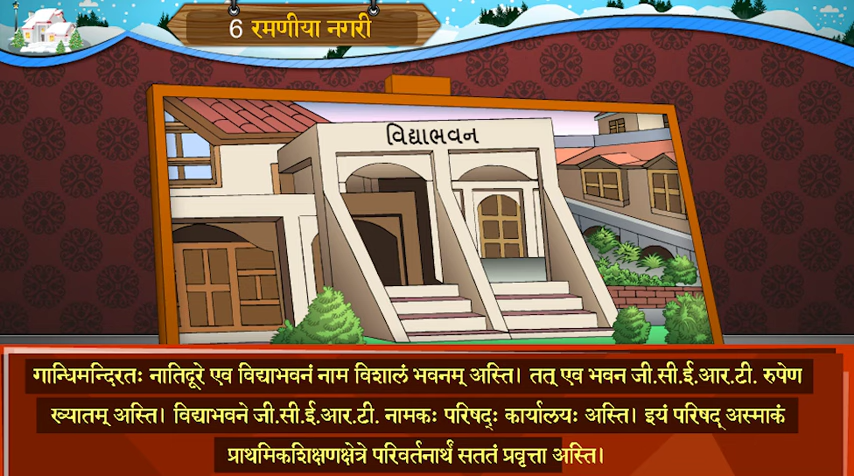 6 रमणीया नगरी
વિદ્યાભવન
गान्धिमन्दिरतः नातिदूरे एव विद्याभवनं नाम विशालं भवनम् अस्ति। तत् एव भवन जी.सी.ई.आर.टी. रुपेण
ख्यातम् अस्ति। विद्याभवने जी.सी.ई.आर.टी. नामकः परिषद्ः कार्यालयः अस्ति। इयं परिषद् अस्माकं
प्राथमिकशिक्षणक्षेत्रे परिवर्तनार्थं सततं प्रवृत्ता अस्ति।